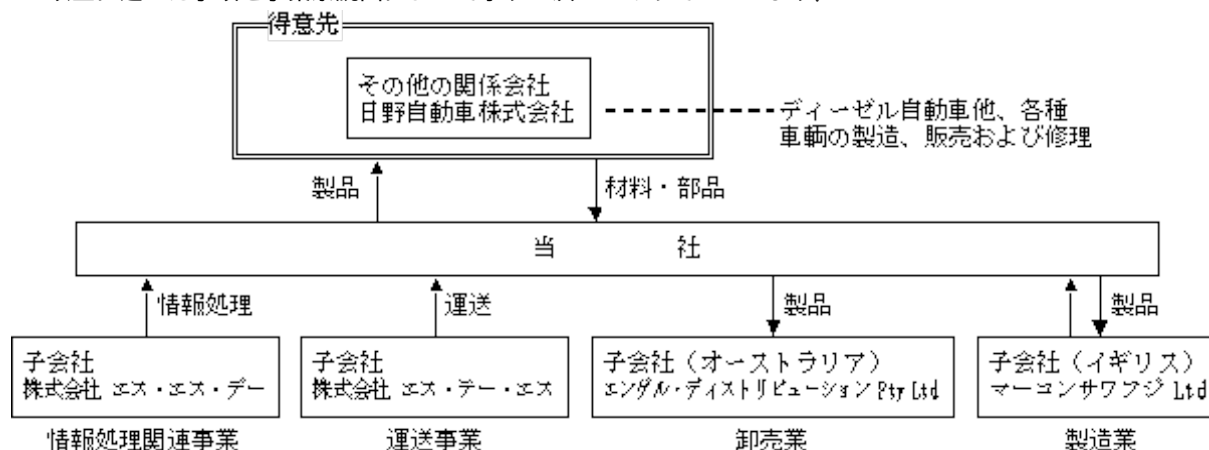 得意先
その他の関係会社
日野自動車株式会社
ディーゼル自動車他、各種
車輌の製造、販売および修理
製品
材料・部品
当 社
情報処理
運送
製品
製品
子会社
株式会社 エス・エス・デー
子会社
株式会社 エス・テー・エス
子会社(オーストラリア)
エンゲル・ディストリビューション Pty Ltd
子会社(イギリス)
マーコンサワフジ Ltd
情報処理関連事業
運送事業
卸売業
製造業